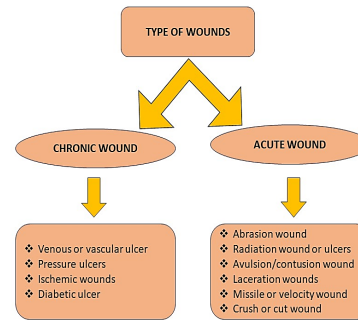 TYPE OF WOUNDS
CHRONIC WOUND
ACUTE WOUND
❖ Venous or vascular ulcer
❖ Pressure ulcers
❖ Ischemic wounds
❖ Diabetic ulcer
❖ Abrasion wound
❖ Radiation wound or ulcers
❖ Avulsion/contusion wound
❖ Laceration wounds
❖ Missile or velocity wound
❖ Crush or cut wound